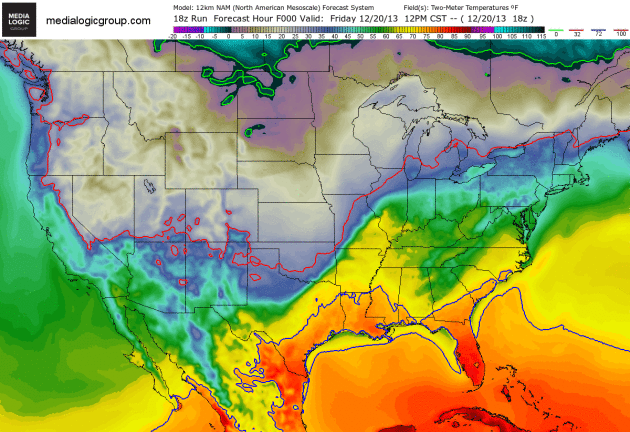 MEDIA
LOGIC
GROUP
medialogicgroup.com
Model: 12km NAM (North American Mesoscale) Forecast System Field(s): Two-Meter Temperatures ºF
18z Run Forecast Hour F000 Valid: Friday 12/20/13 12PM CST -- ( 12/20/13 18z )
-20 -15 -10 -5 0 5 10 15 20 25 30 35 40 45 50 55 60 65 70 75 80 85 90 95 100 105 110 115 0 32 72 100